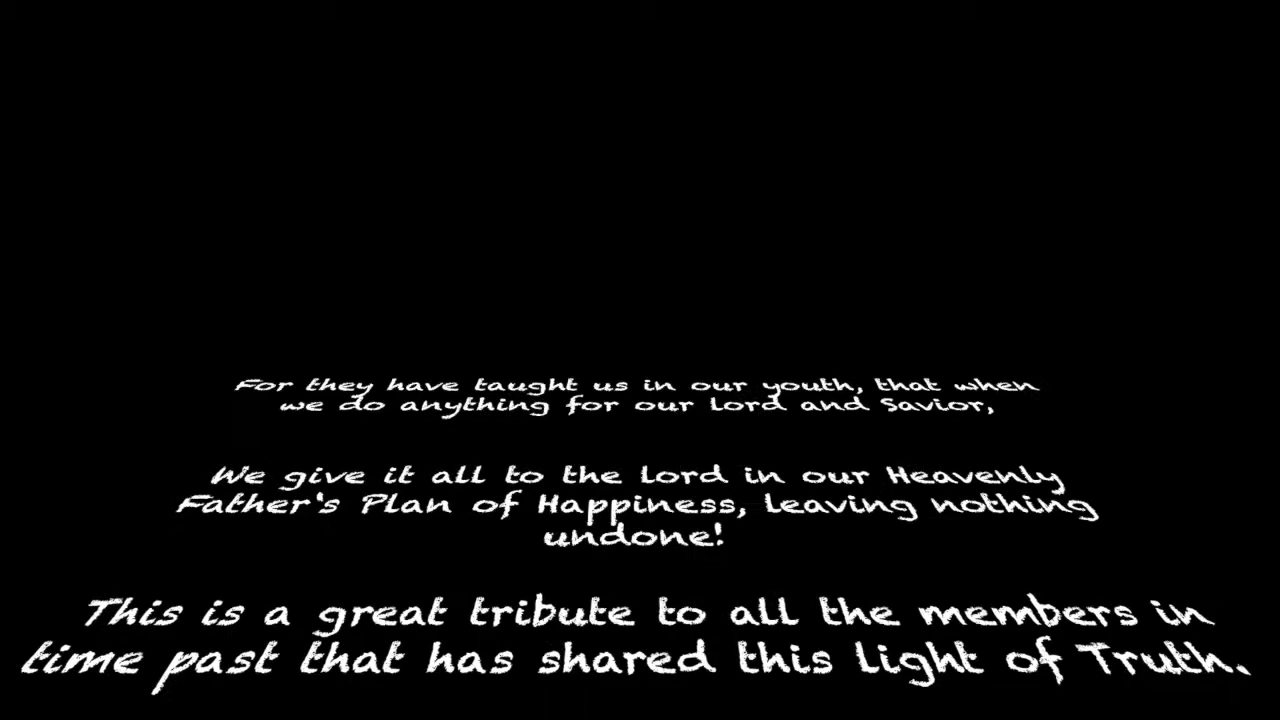 For they have taught us in our youth, that when
we do anything for our Lord and Savior,
We give it all to the Lord in our Heavenly
Father's Plan of Happiness, leaving nothing
undone!
This is a great tribute to all the members in
time past that has shared this light of Truth.